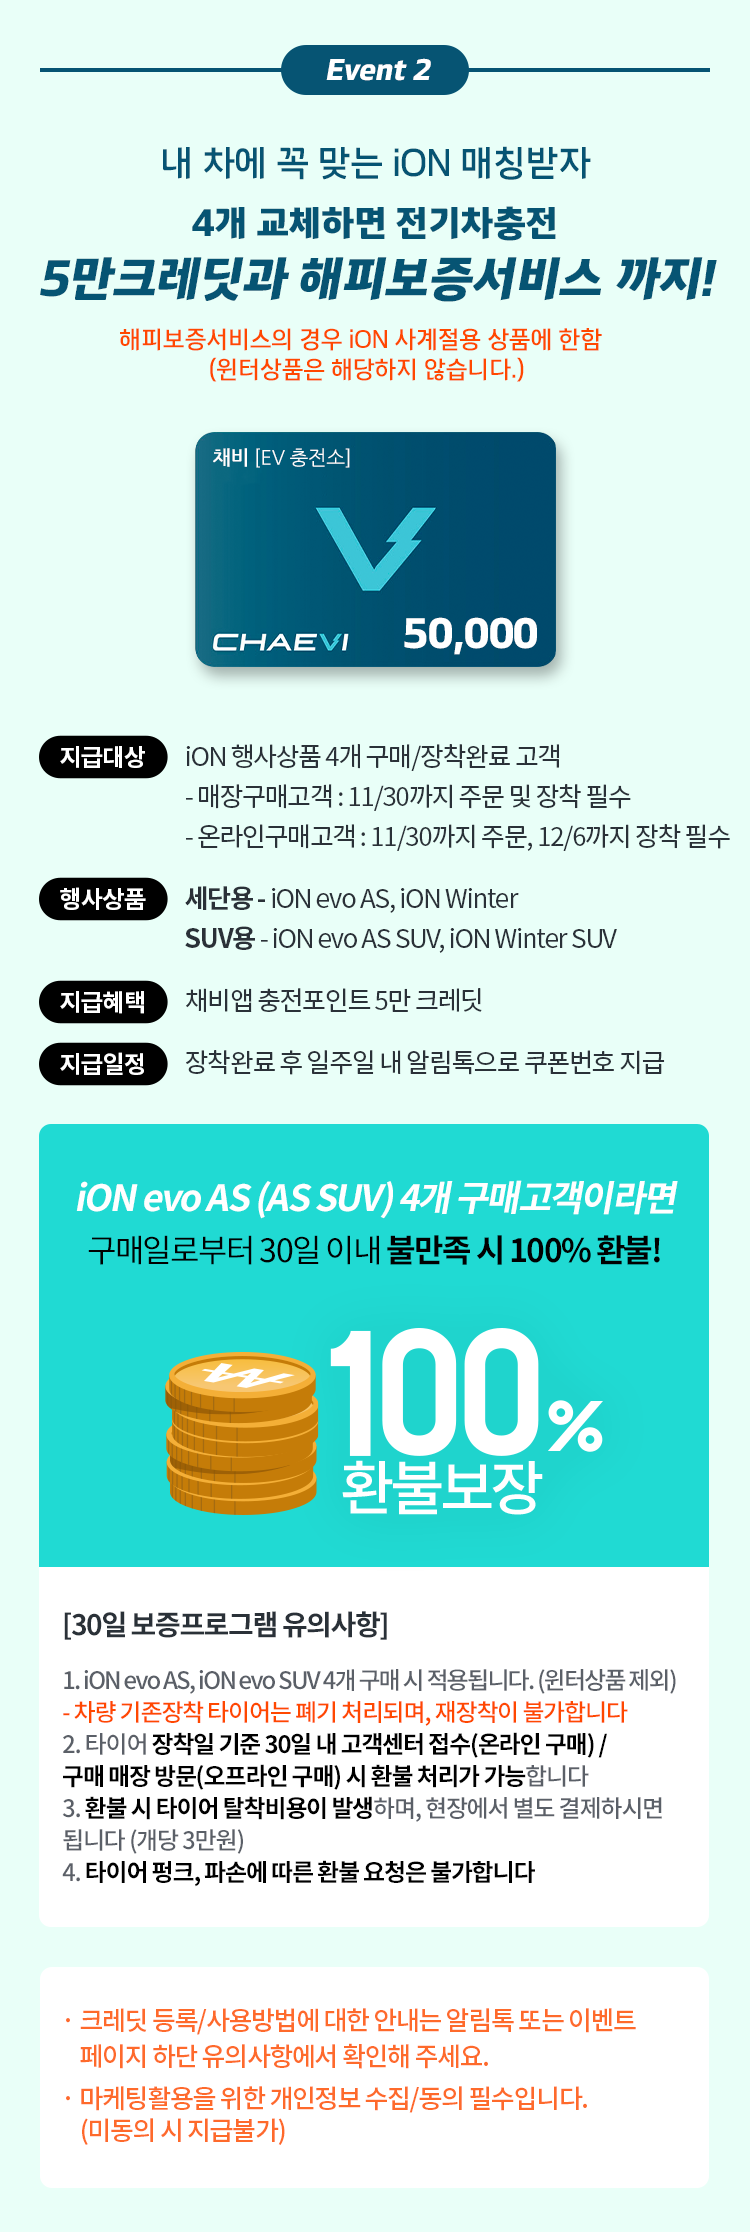 Event 2
내 차에 꼭 맞는 iON 매칭받자
4개 교체하면 전기차충전
5만크레딧과 해피보증서비스 까지!
해피보증서비스의 경우 iON 사계절용 상품에 한함
(윈터상품은 해당하지 않습니다.)
채비 [EV 충전소]
CHAEVI 50,000
지급대상 iON 행사상품 4개 구매/장착완료 고객
- 매장구매고객 : 11/30까지 주문 및 장착 필수
- 온라인구매고객 : 11/30까지 주문, 12/6까지 장착 필수
행사상품 세단용 - iON evo AS, iON Winter
SUV용 - iON evo AS SUV, iON Winter SUV
지급혜택 채비앱 충전포인트 5만 크레딧
지급일정 장착완료 후 일주일 내 알림톡으로 쿠폰번호 지급
iON evo AS (AS SUV) 4개 구매고객이라면
구매일로부터 30일 이내 불만족 시 100% 환불!
₩
100%
환불보장
[30일 보증프로그램 유의사항]
1. iON evo AS, iON evo SUV 4개 구매 시 적용됩니다. (윈터상품 제외)
- 차량 기존장착 타이어는 폐기 처리되며, 재장착이 불가합니다
2. 타이어 장착일 기준 30일 내 고객센터 접수(온라인 구매) /
구매 매장 방문(오프라인 구매) 시 환불 처리가 가능합니다
3. 환불 시 타이어 탈착비용이 발생하며, 현장에서 별도 결제하시면
됩니다 (개당 3만원)
4. 타이어 펑크, 파손에 따른 환불 요청은 불가합니다
· 크레딧 등록/사용방법에 대한 안내는 알림톡 또는 이벤트
페이지 하단 유의사항에서 확인해 주세요.
· 마케팅활용을 위한 개인정보 수집/동의 필수입니다.
(미동의 시 지급불가)